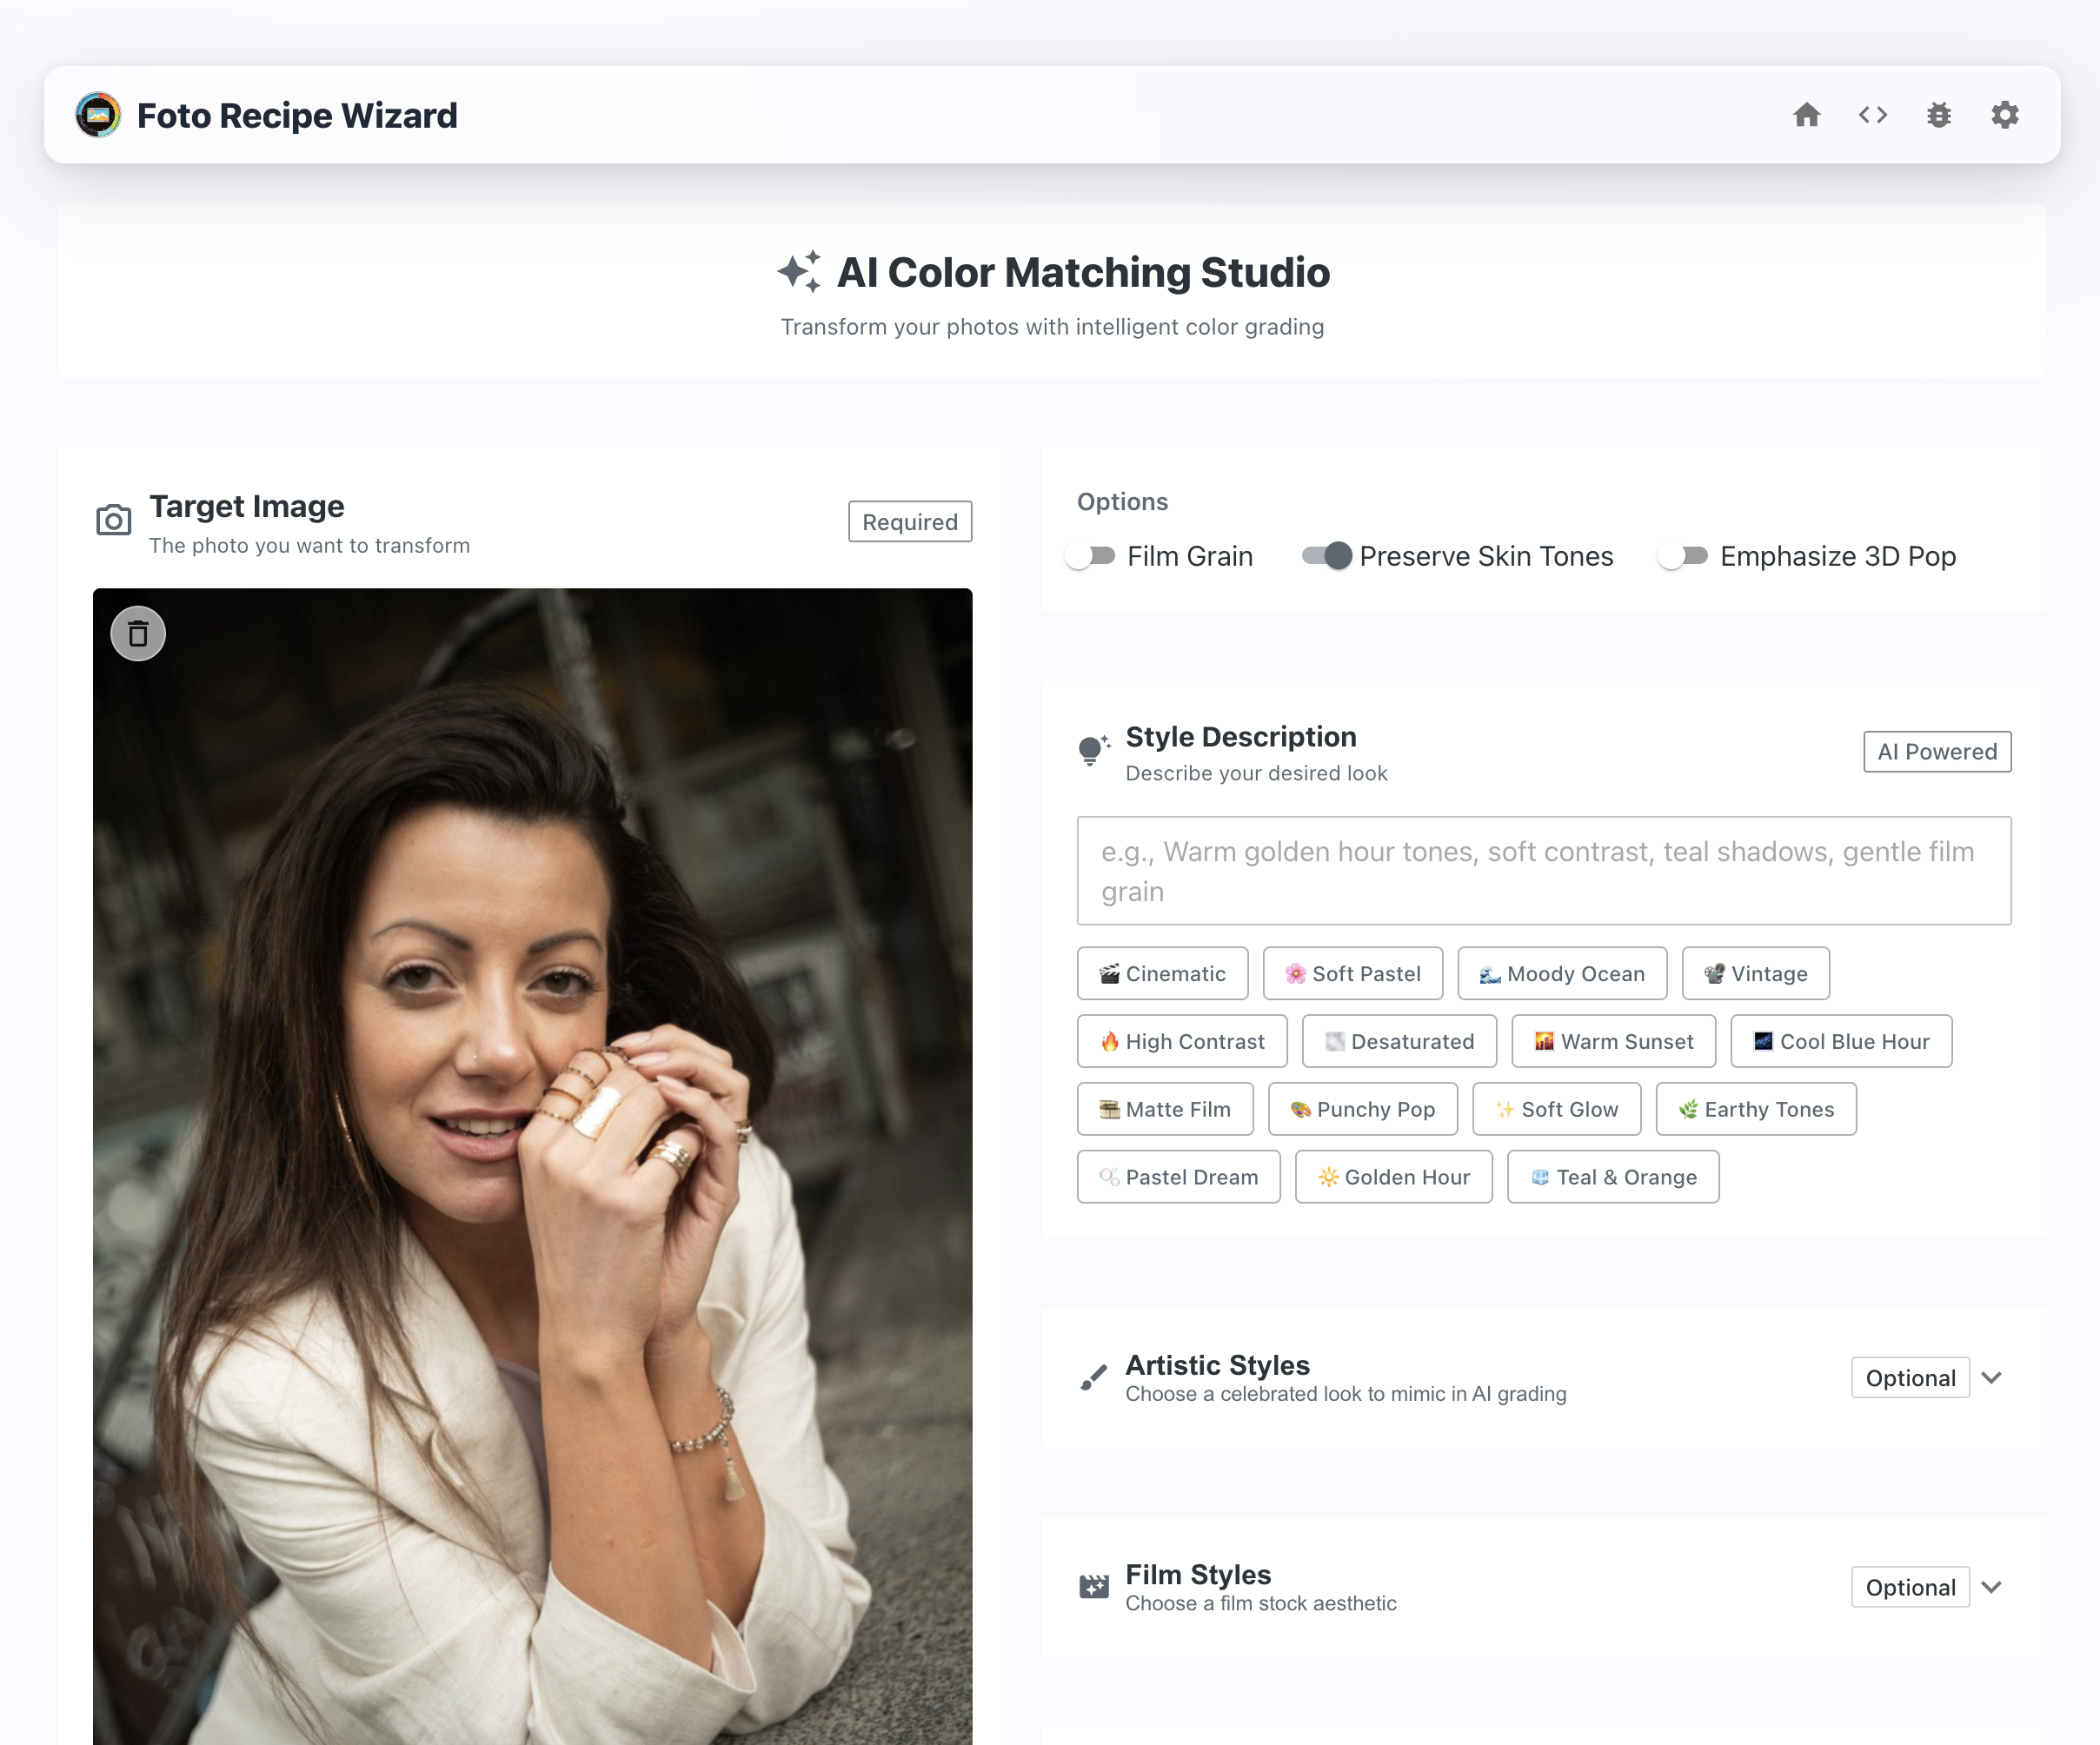 Foto Recipe Wizard
AI Color Matching Studio
Transform your photos with intelligent color grading
Target Image
The photo you want to transform
Required
Options
Film Grain
Preserve Skin Tones
Emphasize 3D Pop
Style Description
Describe your desired look
AI Powered
e.g., Warm golden hour tones, soft contrast, teal shadows, gentle film
grain
Cinematic
Soft Pastel
Moody Ocean
Vintage
High Contrast
Desaturated
Warm Sunset
Cool Blue Hour
Matte Film
Punchy Pop
Soft Glow
Earthy Tones
Pastel Dream
Golden Hour
Teal & Orange
Artistic Styles
Choose a celebrated look to mimic in AI grading
Optional
Film Styles
Choose a film stock aesthetic
Optional